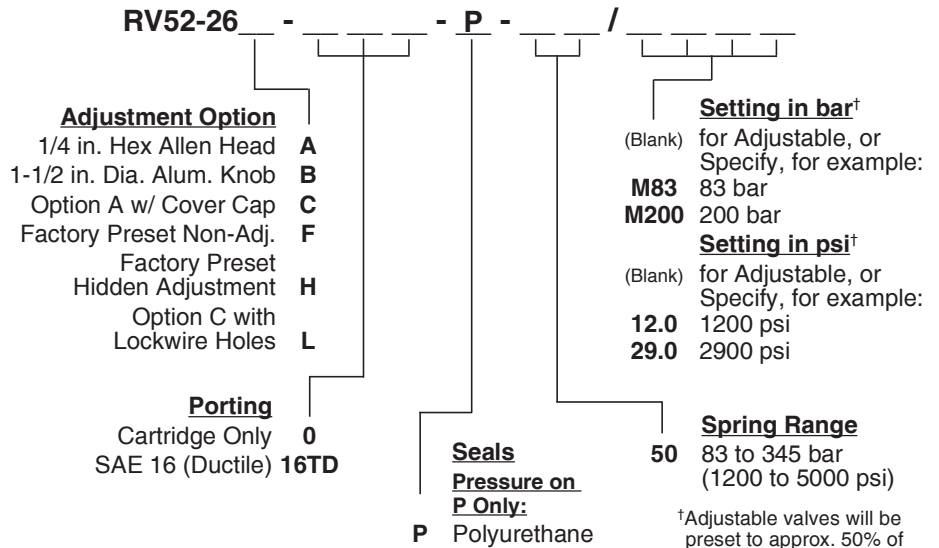 RV52-26__ - __ __ __ - P - __ __ / __ __ __ __
Adjustment Option
1/4 in. Hex Allen Head A
1-1/2 in. Dia. Alum. Knob B
Option A w/ Cover Cap C
Factory Preset Non-Adj. F
Factory Preset
Hidden Adjustment H
Option C with
Lockwire Holes L
Porting
Cartridge Only 0
SAE 16 (Ductile) 16TD
Seals
Pressure on
P Only:
P Polyurethane
Setting in bar†
(Blank) for Adjustable, or
Specify, for example:
M83 83 bar
M200 200 bar
Setting in psi†
(Blank) for Adjustable, or
Specify, for example:
12.0 1200 psi
29.0 2900 psi
Spring Range
50 83 to 345 bar
(1200 to 5000 psi)
†Adjustable valves will be
preset to approx. 50% of